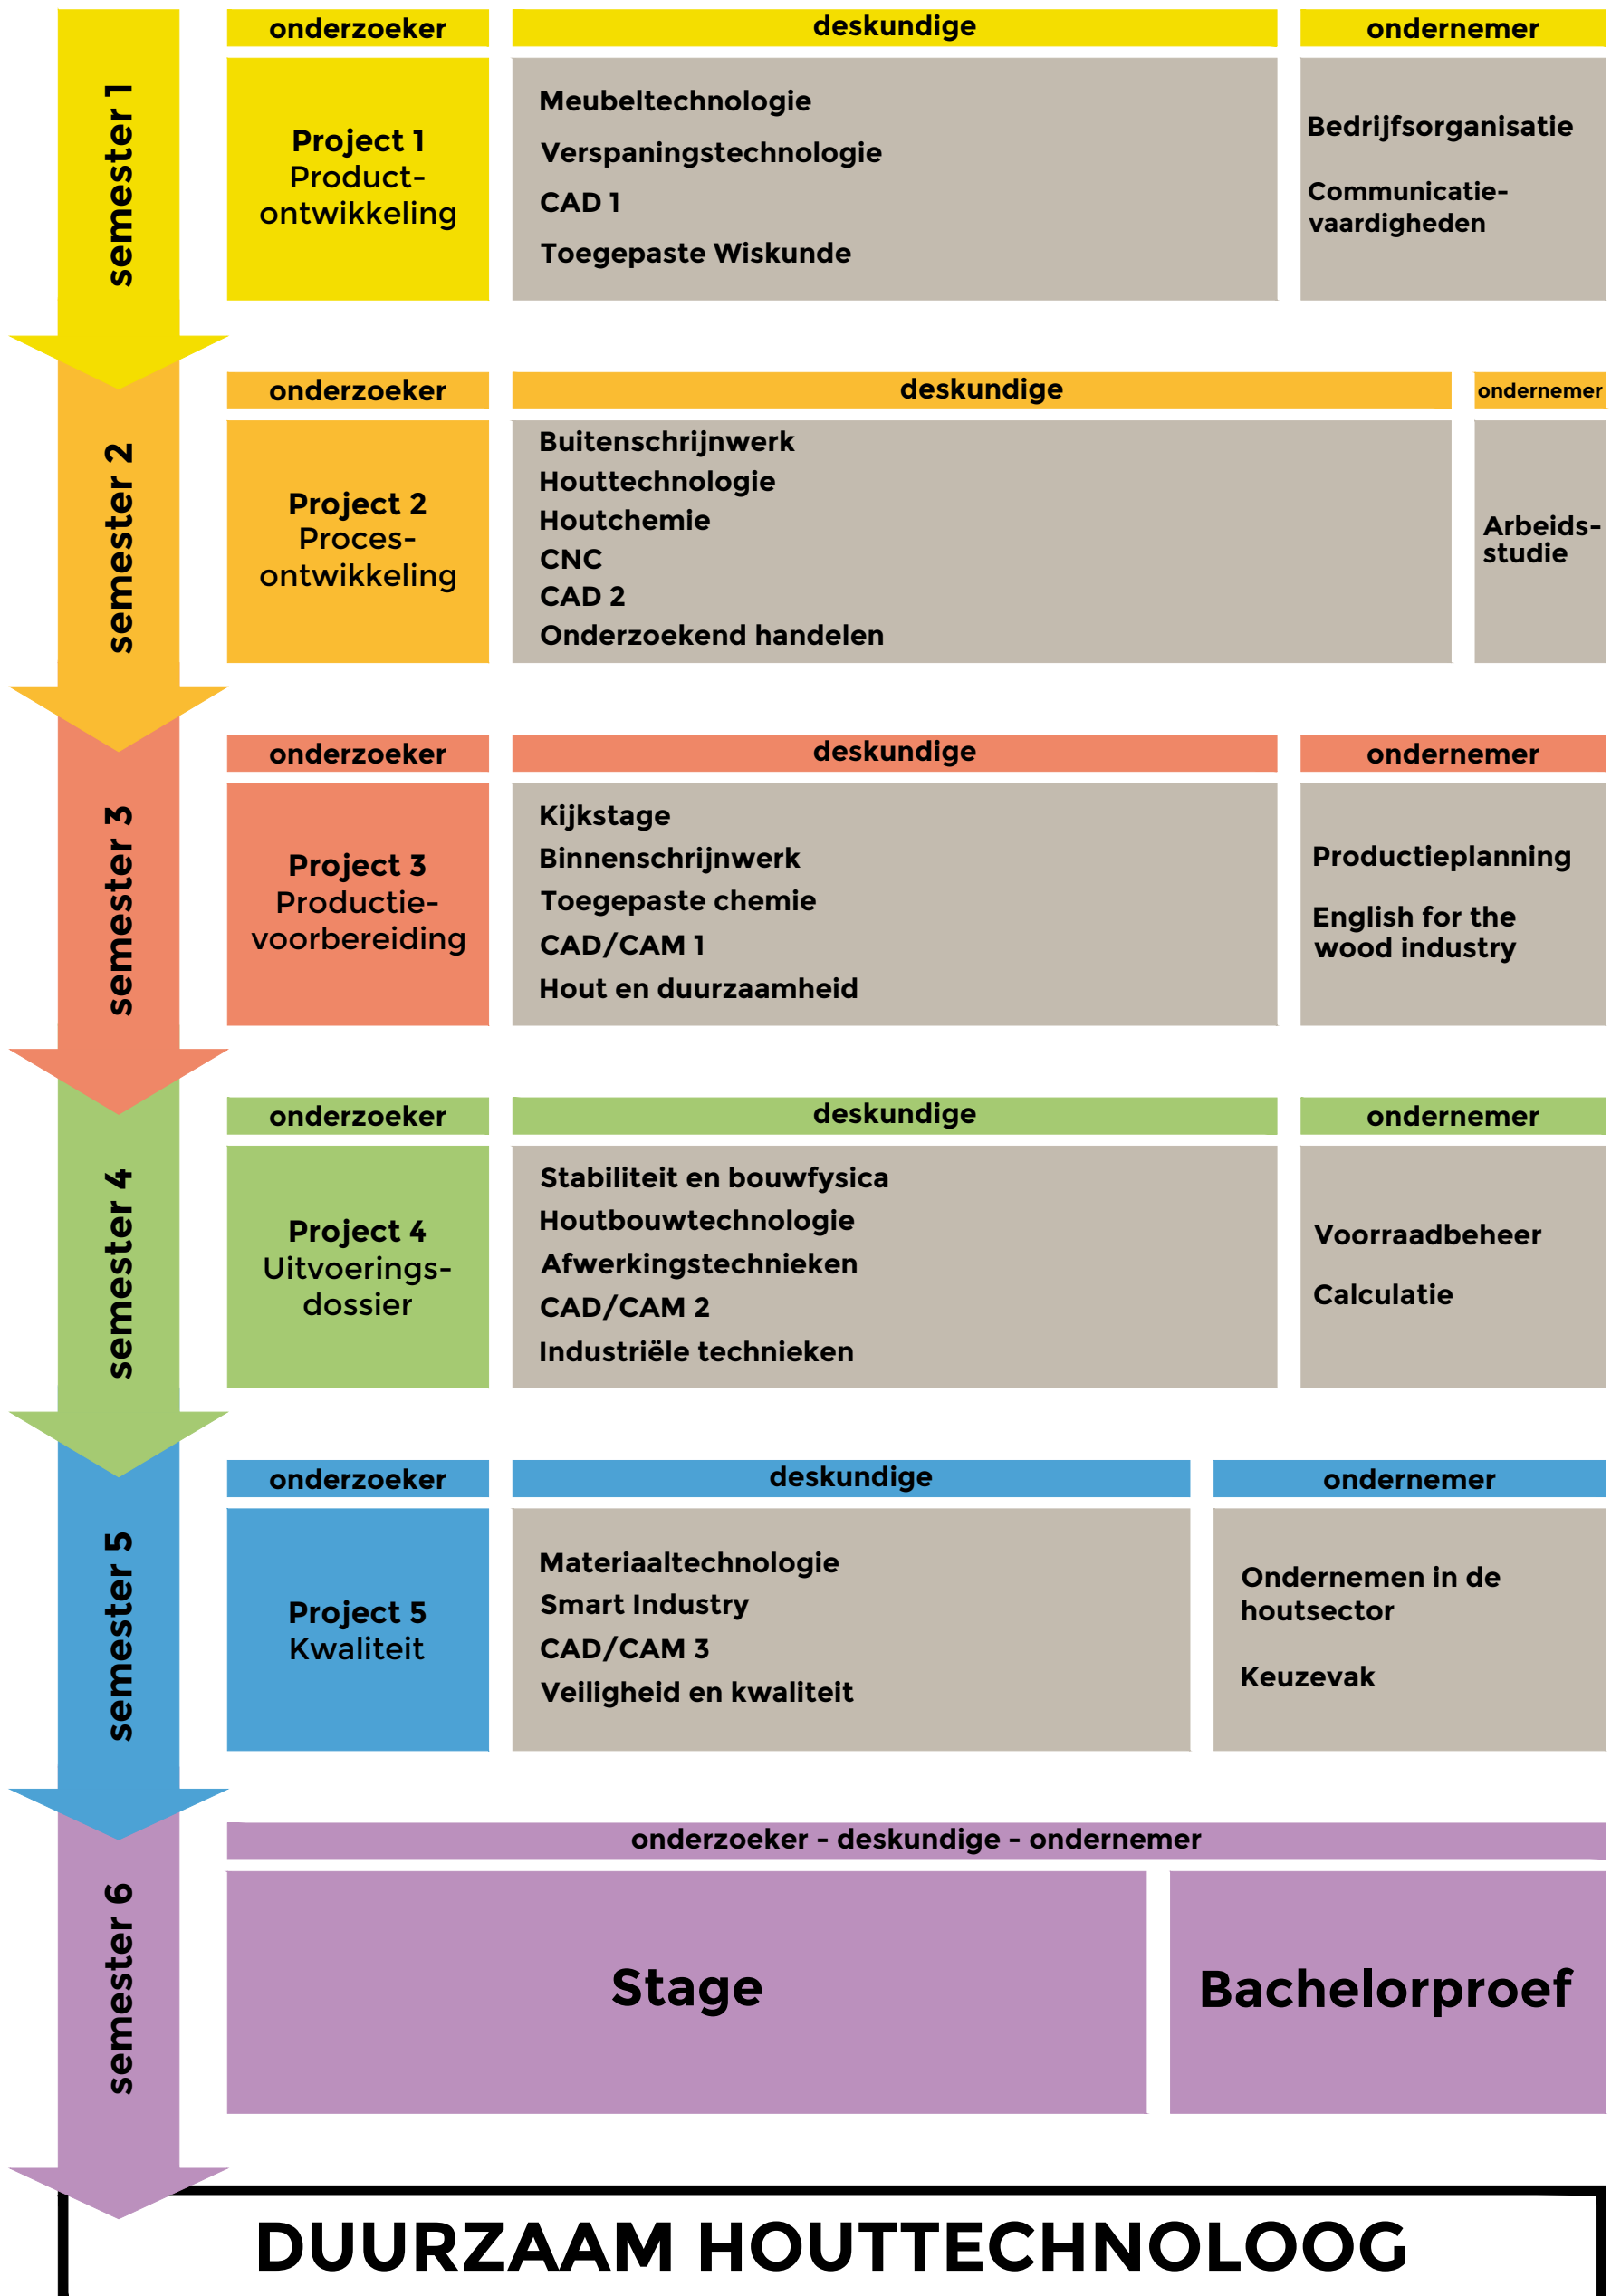 semester 1
onderzoeker
deskundige
ondernemer
Project 1
Product-
ontwikkeling
Meubeltechnologie
Verspaningstechnologie
CAD 1
Toegepaste Wiskunde
Bedrijfsorganisatie
Communicatie-
vaardigheden
semester 2
onderzoeker
deskundige
ondernemer
Project 2
Proces-
ontwikkeling
Buitenschrijnwerk
Houttechnologie
Houtchemie
CNC
CAD 2
Onderzoekend handelen
Arbeids-
studie
semester 3
onderzoeker
deskundige
ondernemer
Project 3
Productie-
voorbereiding
Kijkstage
Binnenschrijnwerk
Toegepaste chemie
CAD/CAM 1
Hout en duurzaamheid
Productieplanning
English for the
wood industry
semester 4
onderzoeker
deskundige
ondernemer
Project 4
Uitvoerings-
dossier
Stabiliteit en bouwfysica
Houtbouwtechnologie
Afwerkingstechnieken
CAD/CAM 2
Industriële technieken
Voorraadbeheer
Calculatie
semester 5
onderzoeker
deskundige
ondernemer
Project 5
Kwaliteit
Materiaaltechnologie
Smart Industry
CAD/CAM 3
Veiligheid en kwaliteit
Ondernemen in de
houtsector
Keuzevak
semester 6
onderzoeker - deskundige - ondernemer
Stage
Bachelorproef
DUURZAAM HOUTTECHNOLOOG